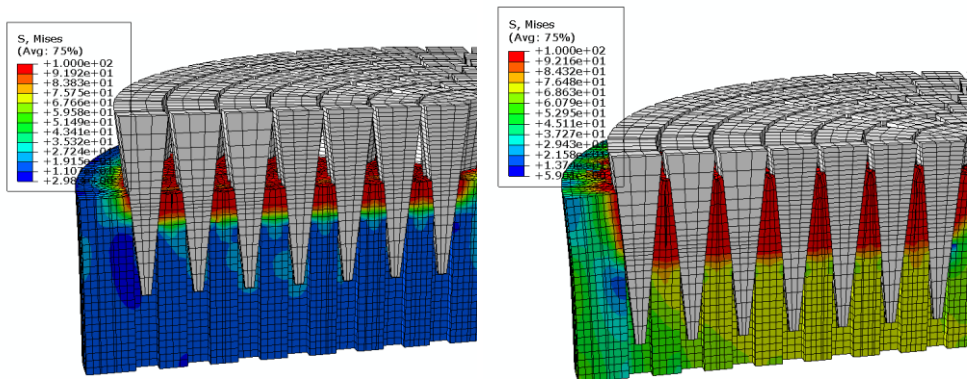 S, Mises
(Avg: 75%)
+1.000e+02
+9.192e+01
+8.383e+01
+7.575e+01
+6.766e+01
+5.958e+01
+5.149e+01
+4.341e+01
+3.532e+01
+2.724e+01
+1.915e+01
S, Mises
(Avg: 75%)
+1.000e+02
+9.216e+01
+8.432e+01
+7.648e+01
+6.863e+01
+6.079e+01
+5.295e+01
+4.511e+01
+3.727e+01
+2.943e+01